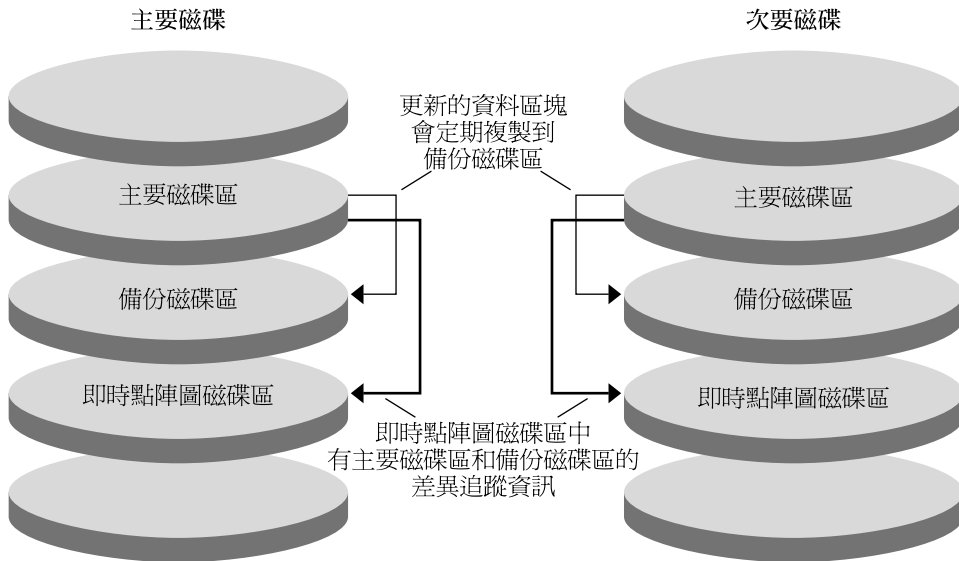 主要磁碟
次要磁碟
更新的資料區塊
會定期複製到
備份磁碟區
主要磁碟區
主要磁碟區
備份磁碟區
備份磁碟區
即時點陣圖磁碟區
即時點陣圖磁碟區
即時點陣圖磁碟區中
有主要磁碟區和備份磁碟區的
差異追蹤資訊